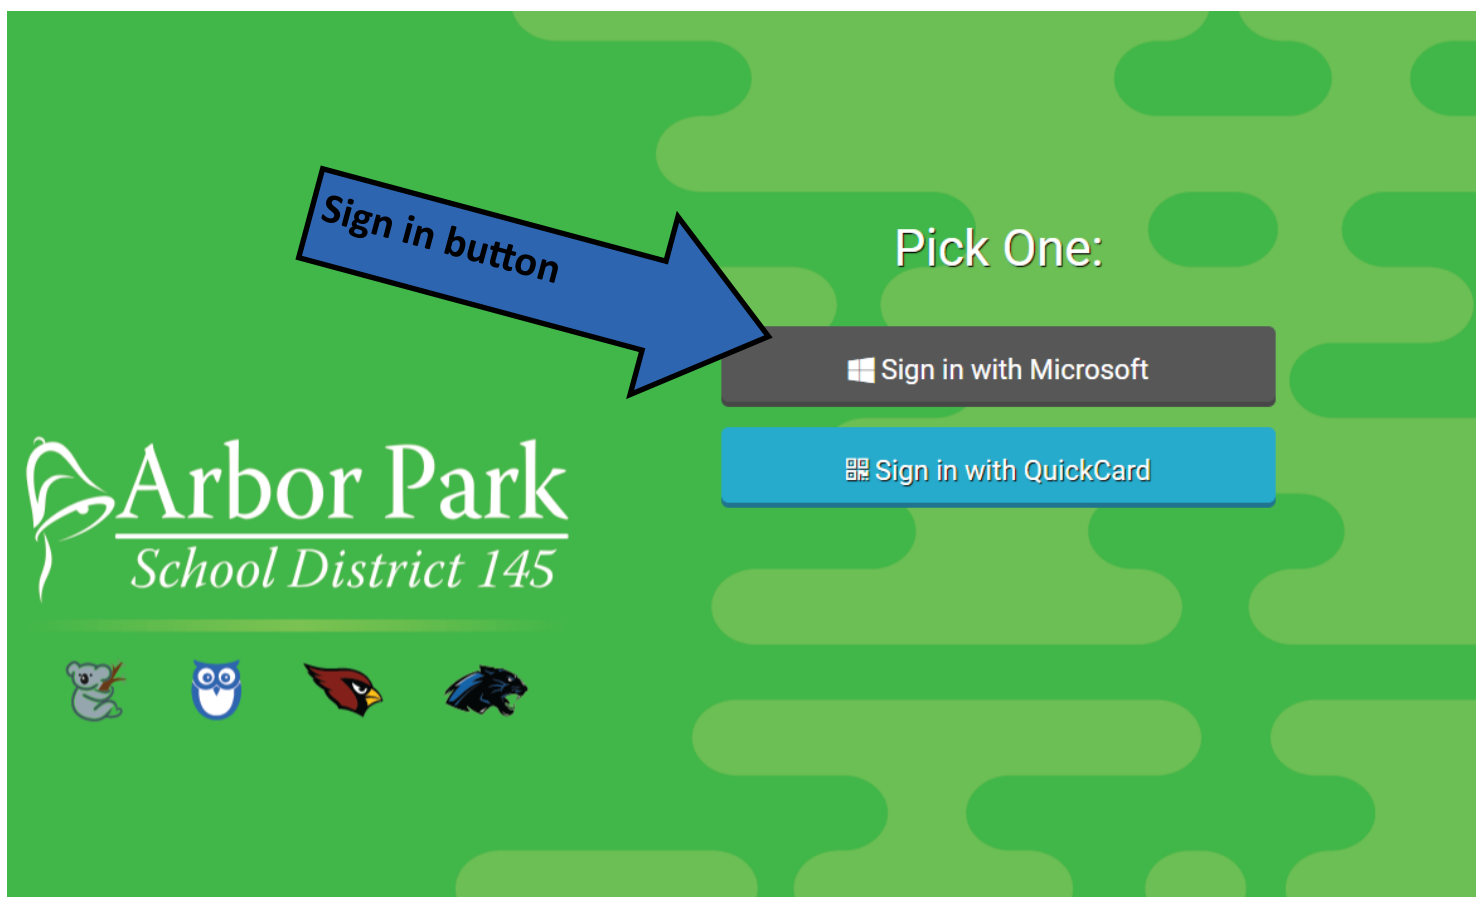 Sign in button
Pick One:
Sign in with Microsoft
Sign in with QuickCard
Arbor Park
School District 145